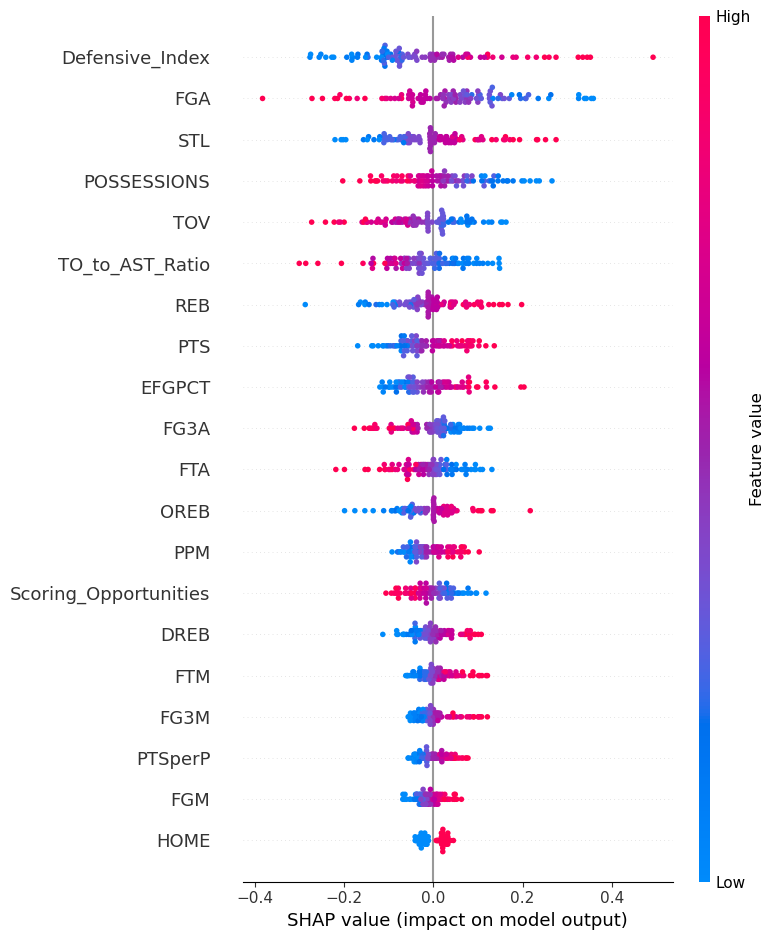 High
Defensive_Index
FGA
STL
POSSESSIONS
TOV
TO_to_AST_Ratio
REB
PTS
EFGPCT
FG3A
FTA
OREB
PPM
Scoring_Opportunities
DREB
FTM
FG3M
PTSperP
FGM
HOME
Feature value
Low
−0.4 −0.2 0.0 0.2 0.4
SHAP value (impact on model output)